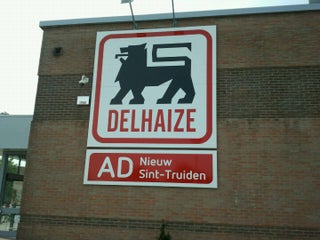 DELHAIZE
AD
Nieuw
Sint-Truiden